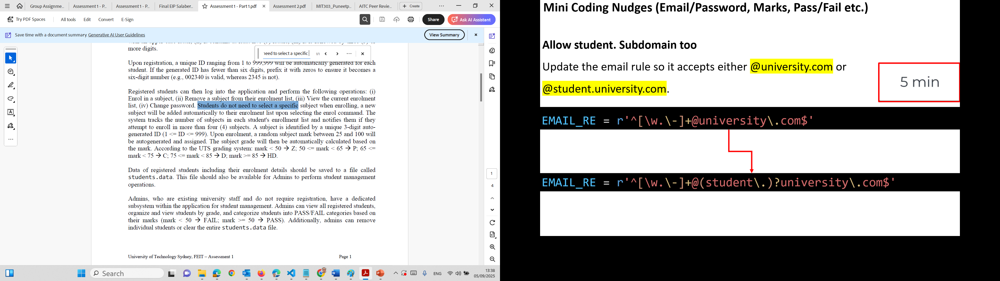 Group Assignme...
Assessment 1 - P...
Assessment 1 - P...
Final EIP Salaber...
Assessment 1 - Part 1.pdf
Assessment 2.pdf
MIT303_Puneetp...
AITC Peer Revie...
+ Create
Try PDF Spaces
All tools
Edit
Convert
E-Sign
Share
Ask AI Assistant
Save time with a document summary. Generative AI User Guidelines
View Summary
more digits.
need to select a specific
1/1
Upon registration, a unique ID ranging from 1 to 999,999 will be automatically generated for each
student. If the generated ID has fewer than six digits, prefix it with zeros to ensure it becomes a
six-digit number (e.g., 002340 is valid, whereas 2345 is not).
Registered students can then log into the application and perform the following operations: (i)
Enrol in a subject, (ii) Remove a subject from their enrolment list, (iii) View the current enrolment
list, (iv) Change password. Students do not need to select a specific subject when enrolling, a new
subject will be added automatically to their enrolment list upon selecting the enrol command. The
system tracks the number of subjects in each student's enrollment list and notifies them if they
attempt to enroll in more than four (4) subjects. A subject is identified by a unique 3-digit auto-
generated ID (1 <= ID <= 999). Upon enrolment, a random subject mark between 25 and 100 will
be autogenerated and assigned. The subject grade will then be automatically calculated based on
the mark. According to the UTS grading system: mark < 50 → Z; 50 <= mark < 65 → P; 65 <=
mark < 75 → C; 75 <= mark < 85 → D; mark >= 85 → HD.
Data of registered students including their enrolment details should be saved to a file called
students.data. This file should also be available for Admins to perform student management
operations.
Admins, who are existing university staff and do not require registration, have a dedicated
subsystem within the application for student management. Admins can view all registered students,
organize and view students by grade, and categorize students into PASS/FAIL categories based on
their marks (mark < 50 → FAIL; mark >= 50 → PASS). Additionally, admins can remove
individual students or clear the entire students.data file.
University of Technology Sydney, FEIT – Assessment 1
Page 1
1
4
Search
ENG
13:38
05/09/2025
Mini Coding Nudges (Email/Password, Marks, Pass/Fail etc.)
Allow student. Subdomain too
Update the email rule so it accepts either @university.com or
@student.university.com.
5 min
EMAIL_RE = r'^[\w.\-]+@university\.com$'
EMAIL_RE = r'^[\w.\-]+@(student\.)?university\.com$'